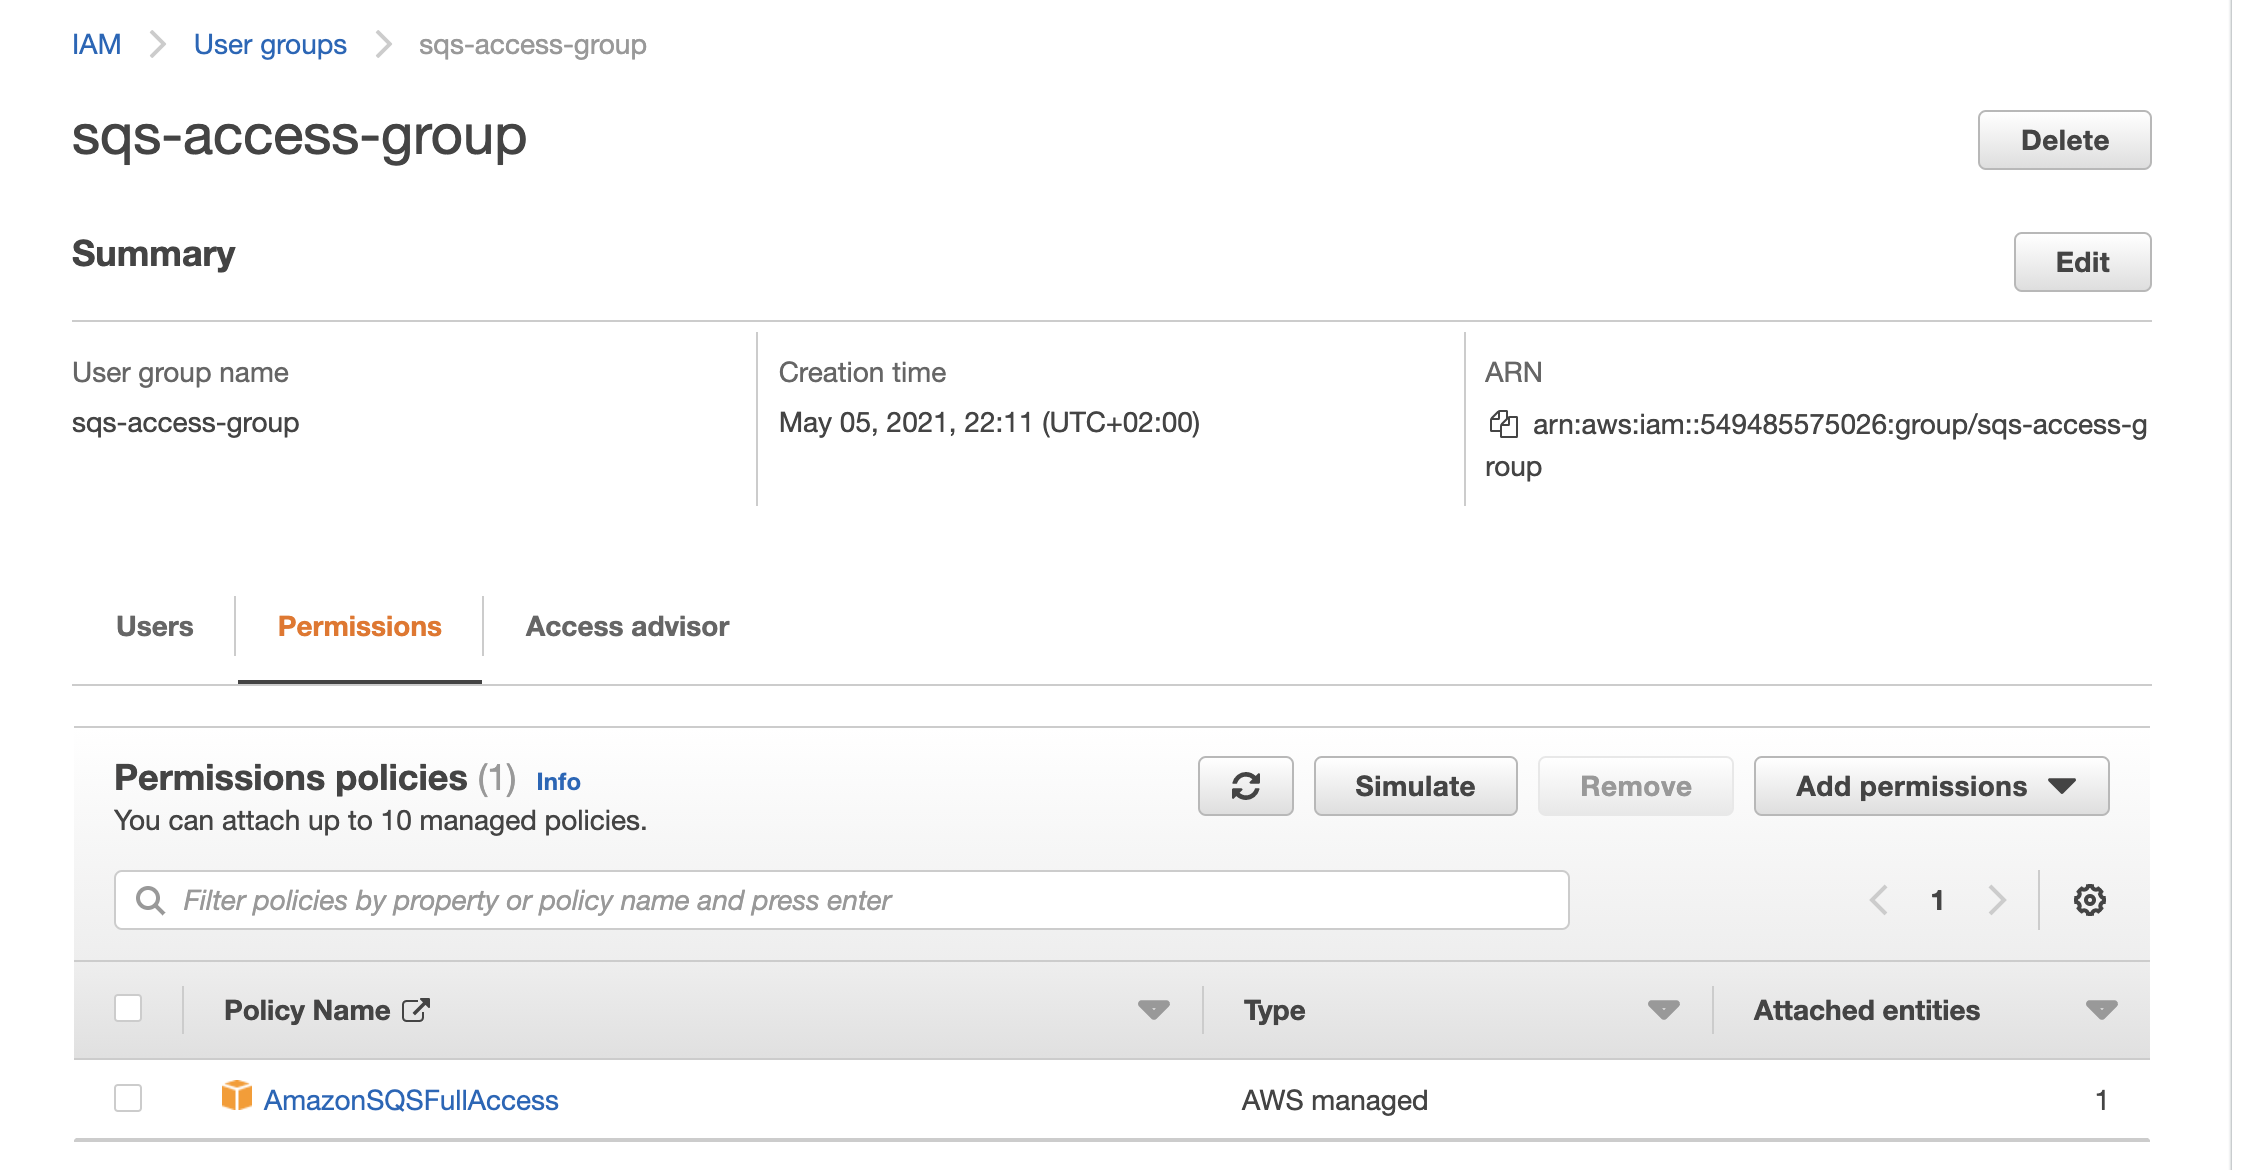 IAM User groups sqs-access-group
sqs-access-group
Delete
Summary
Edit
User group name
sqs-access-group
Creation time
May 05, 2021, 22:11 (UTC+02:00)
ARN
arn:aws:iam::549485575026:group/sqs-access-g
roup
Users Permissions Access advisor
Permissions policies (1) Info
You can attach up to 10 managed policies.
Simulate Remove Add permissions
Filter policies by property or policy name and press enter
1
Policy Name Type Attached entities
AmazonSQSFullAccess AWS managed 1